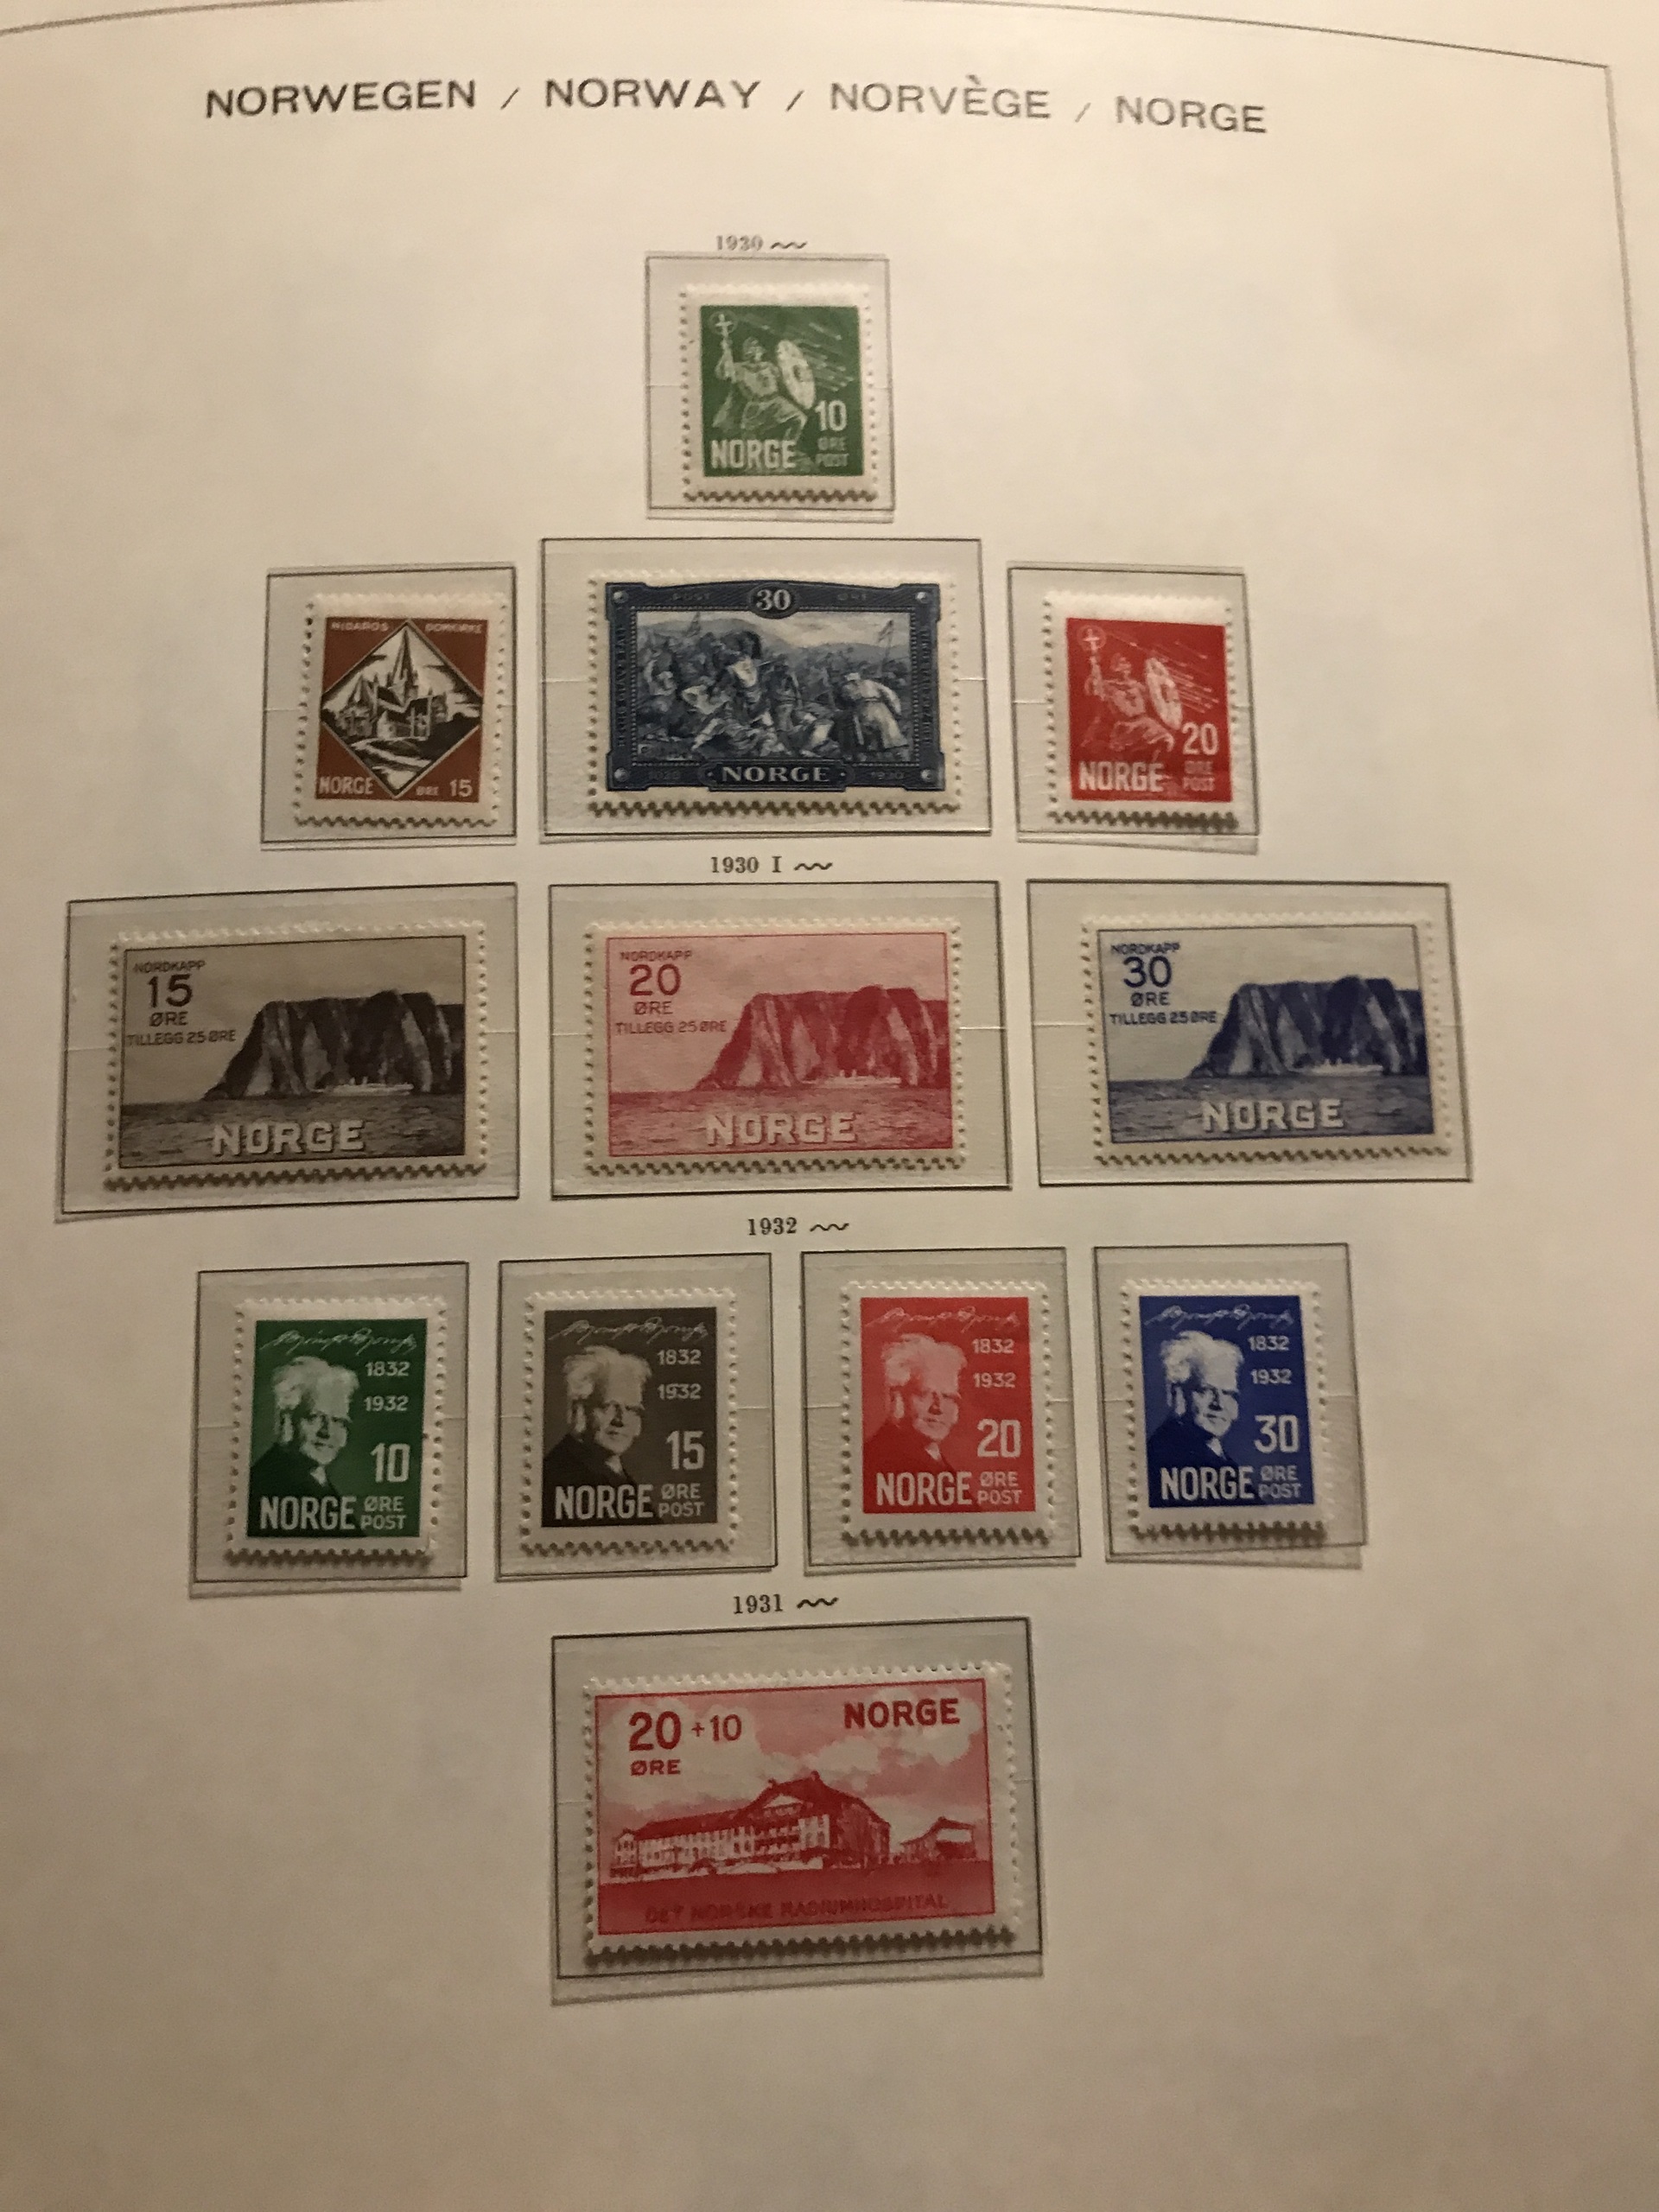 NORWEGEN / NORWAY / NORVÈGE / NORGE
1930
10
ØRE
NORGE POST
NIDAROS DOMKIRKE
NORGE ØRE 15
POST 30 ØRE
NORGE
1930
20
ØRE
NORGE POST
1930 I
NORDKAPP
15
ØRE
TILLEGG 25 ØRE
NORGE
NORDKAPP
20
ØRE
TILLEGG 25 ØRE
NORGE
NORDKAPP
30
ØRE
TILLEGG 25 ØRE
NORGE
1932
1832
1932
10
NORGE ØRE
POST
1832
1932
15
NORGE ØRE
POST
1832
1932
20
NORGE ØRE
POST
1832
1932
30
NORGE ØRE
POST
1931
20 +10 NORGE
ØRE
DET NORSKE RADIUMHOSPITAL